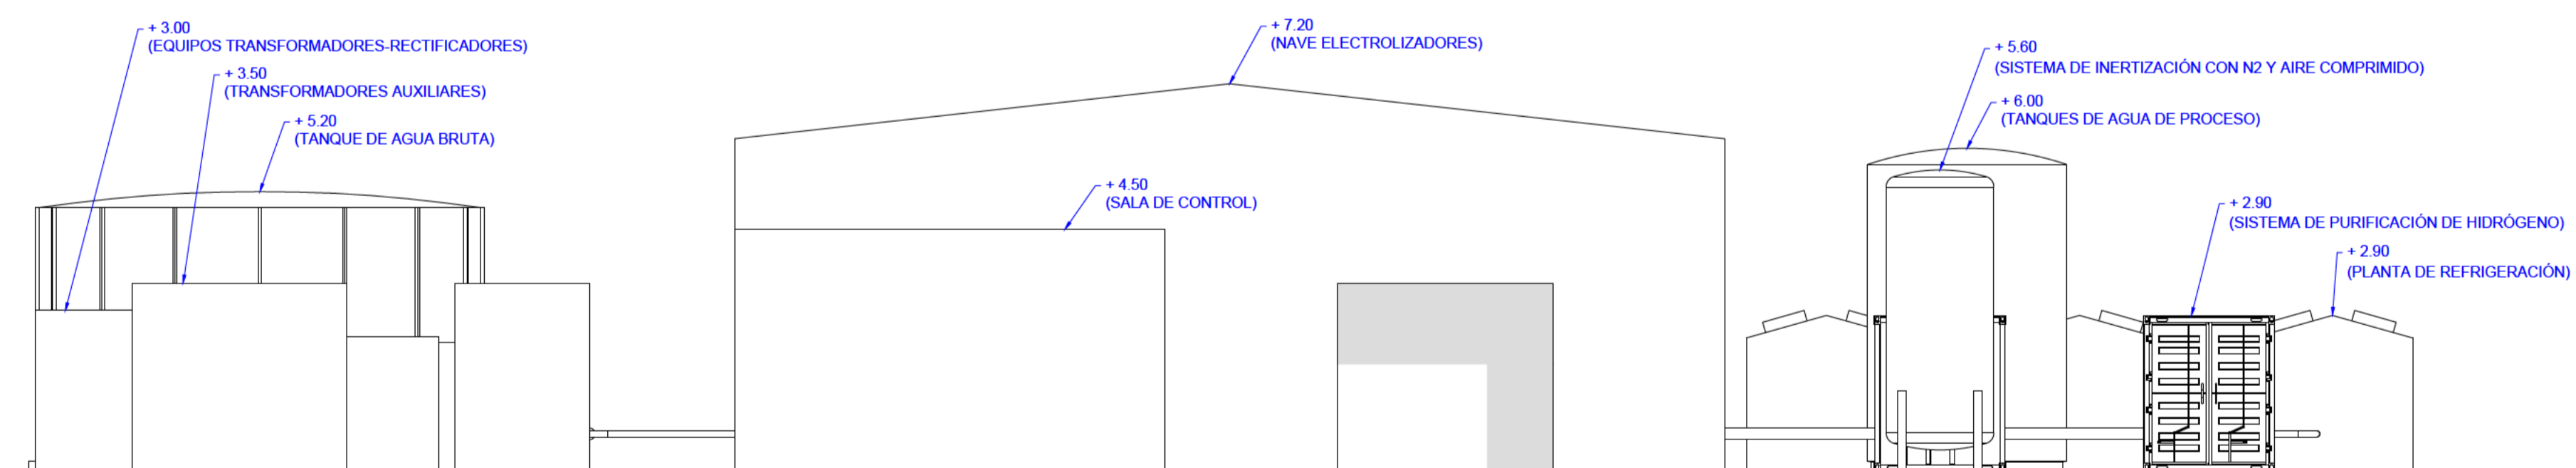 + 3.00
(EQUIPOS TRANSFORMADORES-RECTIFICADORES)
+ 3.50
(TRANSFORMADORES AUXILIARES)
+ 5.20
(TANQUE DE AGUA BRUTA)
+ 7.20
(NAVE ELECTROLIZADORES)
+ 4.50
(SALA DE CONTROL)
+ 5.60
(SISTEMA DE INERTIZACIÓN CON N2 Y AIRE COMPRIMIDO)
+ 6.00
(TANQUES DE AGUA DE PROCESO)
+ 2.90
(SISTEMA DE PURIFICACIÓN DE HIDRÓGENO)
+ 2.90
(PLANTA DE REFRIGERACIÓN)